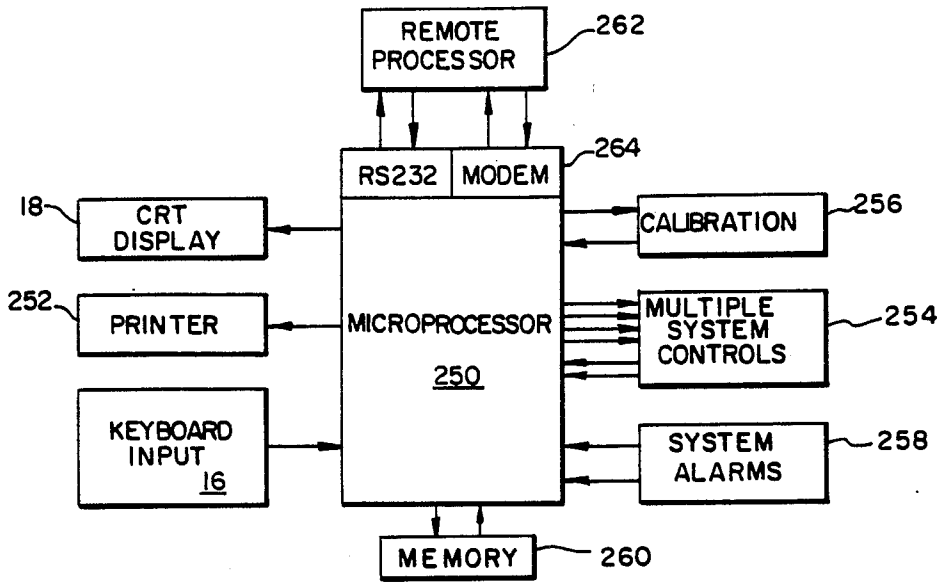 REMOTE
PROCESSOR
262
RS232
MODEM
264
18
CRT
DISPLAY
CALIBRATION
256
252
PRINTER
MICROPROCESSOR
250
MULTIPLE
SYSTEM
CONTROLS
254
KEYBOARD
INPUT
16
SYSTEM
ALARMS
258
MEMORY
260